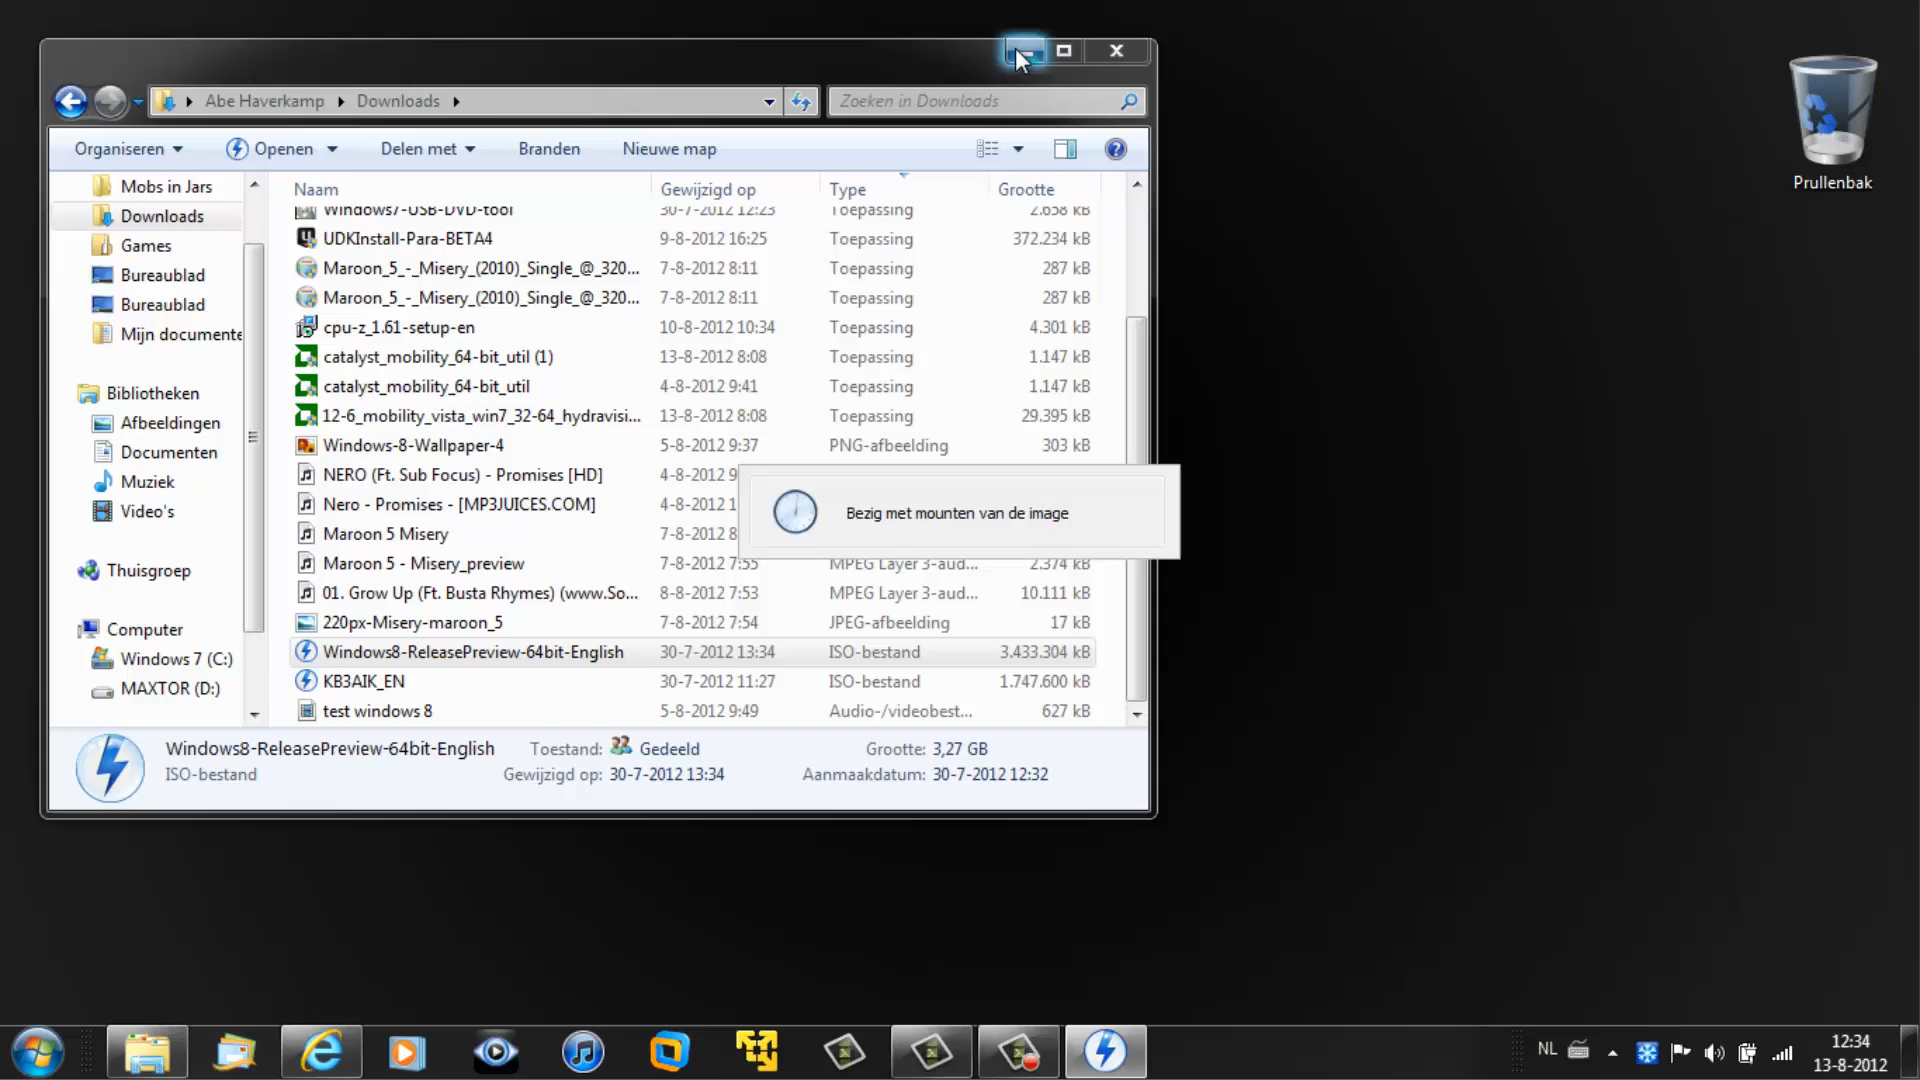 Abe Haverkamp
Downloads
Zoeken in Downloads
Organiseren
Openen
Delen met
Branden
Nieuwe map
Mobs in Jars
Downloads
Games
Bureaublad
Bureaublad
Mijn documente
Bibliotheken
Afbeeldingen
Documenten
Muziek
Video's
Thuisgroep
Computer
Windows 7 (C:)
MAXTOR (D:)
Naam Gewijzigd op Type Grootte
Windows7-USB-DVD-tool 30-7-2012 12:23 Toepassing 2.658 kB
UDKInstall-Para-BETA4 9-8-2012 16:25 Toepassing 372.234 kB
Maroon_5_-_Misery_(2010)_Single_@_320... 7-8-2012 8:11 Toepassing 287 kB
Maroon_5_-_Misery_(2010)_Single_@_320... 7-8-2012 8:11 Toepassing 287 kB
cpu-z_1.61-setup-en 10-8-2012 10:34 Toepassing 4.301 kB
catalyst_mobility_64-bit_util (1) 13-8-2012 8:08 Toepassing 1.147 kB
catalyst_mobility_64-bit_util 4-8-2012 9:41 Toepassing 1.147 kB
12-6_mobility_vista_win7_32-64_hydravisi... 13-8-2012 8:08 Toepassing 29.395 kB
Windows-8-Wallpaper-4 5-8-2012 9:37 PNG-afbeelding 303 kB
NERO (Ft. Sub Focus) - Promises [HD] 4-8-2012 9
Nero - Promises - [MP3JUICES.COM] 4-8-2012 1
Maroon 5 Misery 7-8-2012 8
Maroon 5 - Misery_preview 7-8-2012 7:55 MPEG Layer 3-aud... 2.374 kB
01. Grow Up (Ft. Busta Rhymes) (www.So... 8-8-2012 7:53 MPEG Layer 3-aud... 10.111 kB
220px-Misery-maroon_5 7-8-2012 7:54 JPEG-afbeelding 17 kB
Windows8-ReleasePreview-64bit-English 30-7-2012 13:34 ISO-bestand 3.433.304 kB
KB3AIK_EN 30-7-2012 11:27 ISO-bestand 1.747.600 kB
test windows 8 5-8-2012 9:49 Audio-/videobest... 627 kB
Bezig met mounten van de image
Windows8-ReleasePreview-64bit-English Toestand: Gedeeld Grootte: 3,27 GB
ISO-bestand Gewijzigd op: 30-7-2012 13:34 Aanmaakdatum: 30-7-2012 12:32
Prullenbak
NL
12:34
13-8-2012